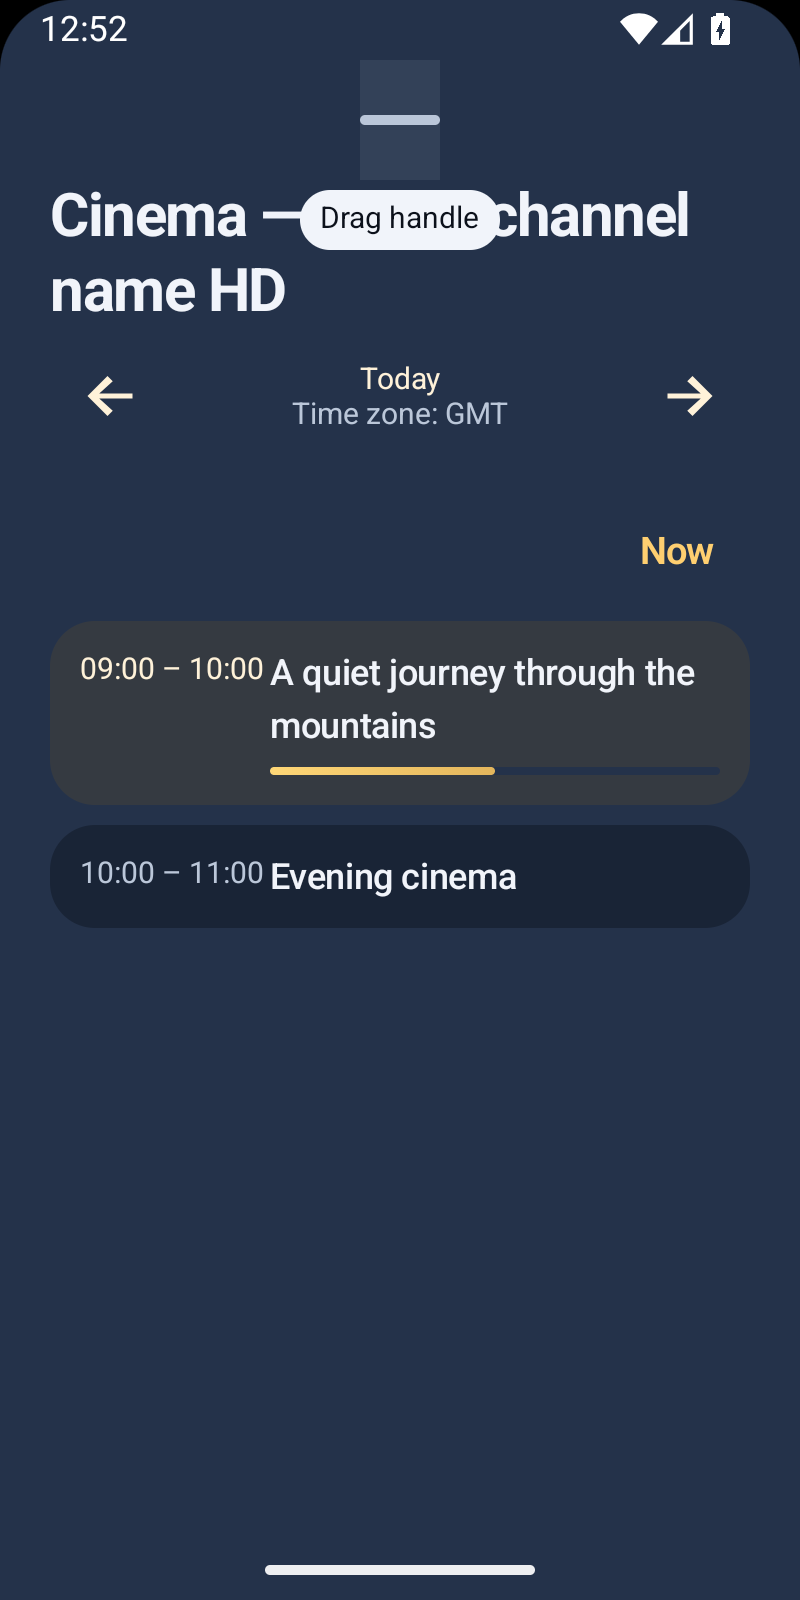 12:52
Cinema — channel
Drag handle
name HD
Today
Time zone: GMT
Now
09:00 – 10:00 A quiet journey through the
mountains
10:00 – 11:00 Evening cinema